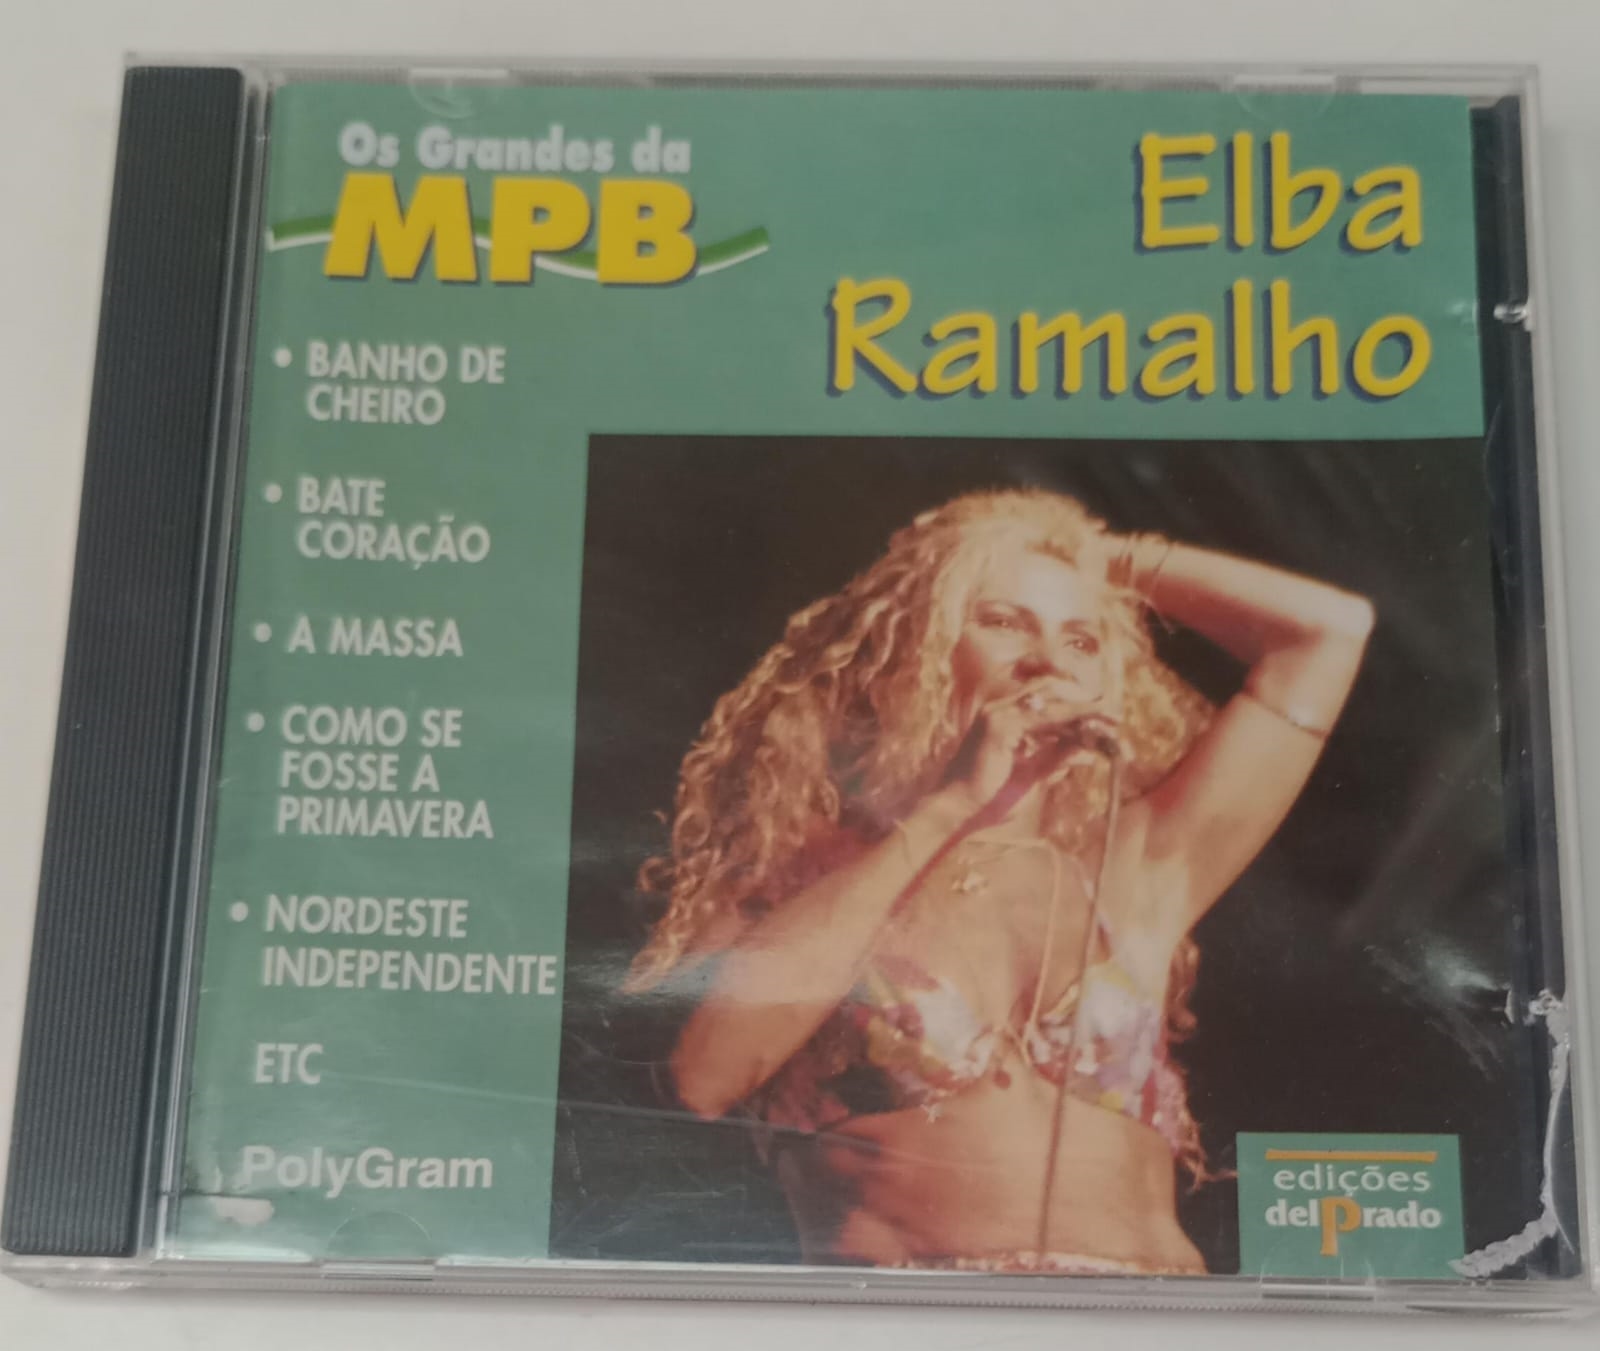 Os Grandes da
MPB
Elba
Ramalho
• BANHO DE
CHEIRO
• BATE
CORAÇÃO
• A MASSA
• COMO SE
FOSSE A
PRIMAVERA
• NORDESTE
INDEPENDENTE
ETC
PolyGram
edições
delPrado